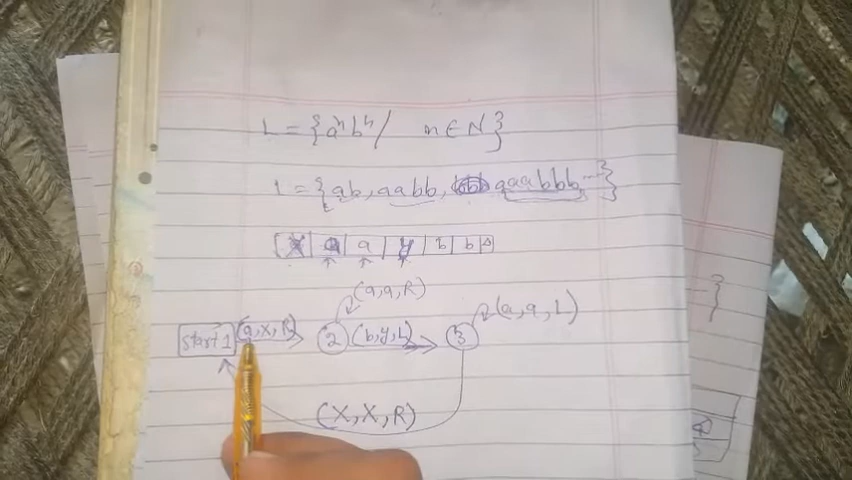 L = {aⁿbⁿ/ n ∈ N}
L = {ab, aabb, aaabbb, ...}
X a a y b b Δ
(a, a, R)
start 1 (a, x, R) 2 (b, y, L) 3 (a, a, L)
(X, X, R)